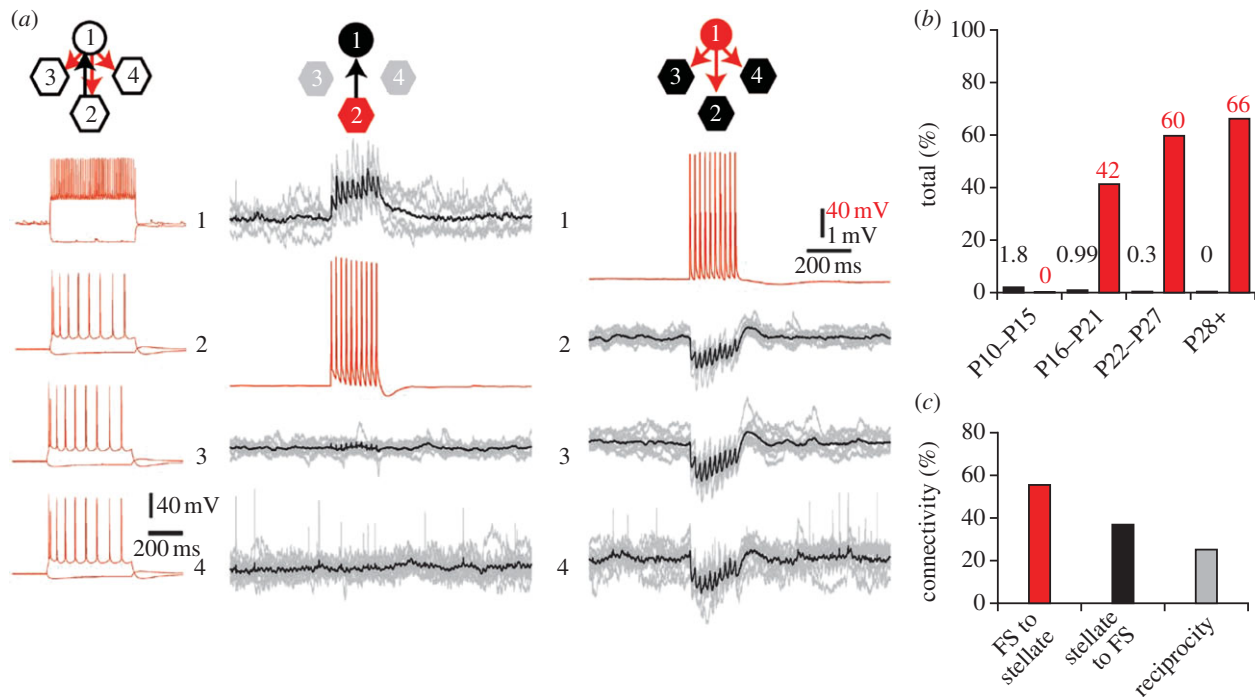 (a)
1
3
4
2
1
3
4
2
1
3
4
2
1
2
3
4
40 mV
200 ms
1
2
3
4
40 mV
1 mV
200 ms
(b)
total (%)
100
80
60
40
20
0
1.8
0
0.99
42
0.3
60
0
66
P10–P15
P16–P21
P22–P27
P28+
(c)
connectivity (%)
80
60
40
20
0
FS to
stellate
stellate
to FS
reciprocity